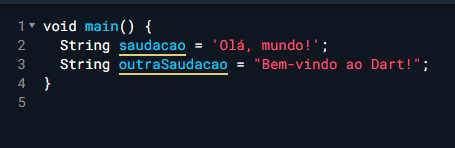 1 void main() {
2 String saudacao = 'Olá, mundo!';
3 String outraSaudacao = "Bem-vindo ao Dart!";
4 }
5